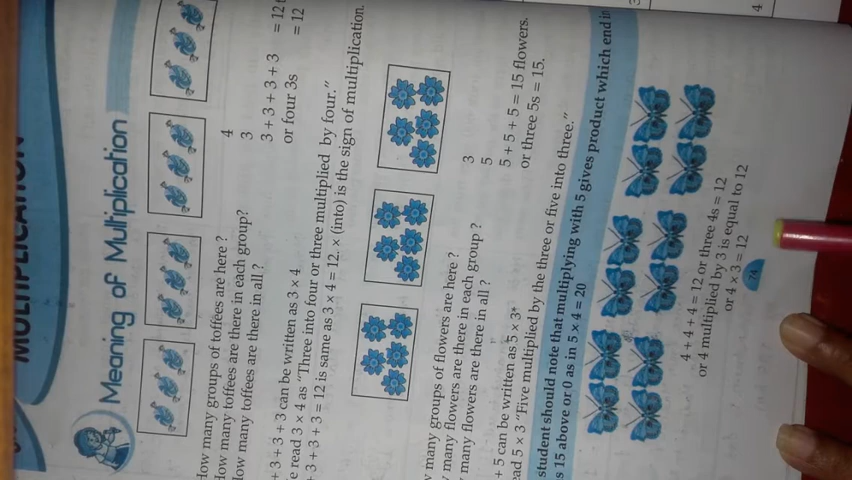 MULTIPLICATION
Meaning of Multiplication
How many groups of toffees are here ? 4
How many toffees are there in each group? 3
How many toffees are there in all ? 3 + 3 + 3 + 3 = 12
or four 3s = 12
+ 3 + 3 + 3 can be written as 3 × 4
read 3 × 4 as "Three into four or three multiplied by four."
+ 3 + 3 + 3 = 12 is same as 3 × 4 = 12. × (into) is the sign of multiplication.
many groups of flowers are here ? 3
many flowers are there in each group ? 5
many flowers are there in all ? 5 + 5 + 5 = 15 flowers.
or three 5s = 15.
+ 5 can be written as 5 × 3
5 × 3 "Five multiplied by the three or five into three."
student should note that multiplying with 5 gives product which end in
15 above or 0 as in 5 × 4 = 20
4 + 4 + 4 = 12 or three 4s = 12
or 4 multiplied by 3 is equal to 12
or 4 × 3 = 12
74
4